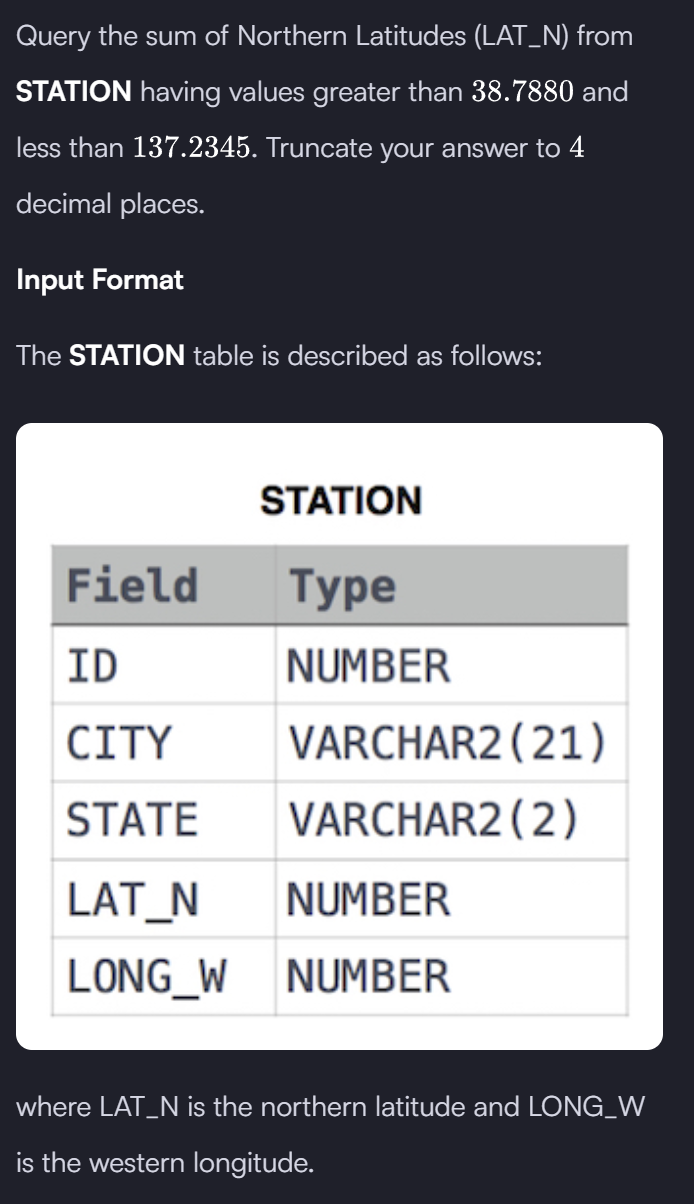 Query the sum of Northern Latitudes (LAT_N) from
STATION having values greater than 38.7880 and
less than 137.2345. Truncate your answer to 4
decimal places.
Input Format
The STATION table is described as follows:
STATION
Field Type
ID NUMBER
CITY VARCHAR2(21)
STATE VARCHAR2(2)
LAT_N NUMBER
LONG_W NUMBER
where LAT_N is the northern latitude and LONG_W
is the western longitude.